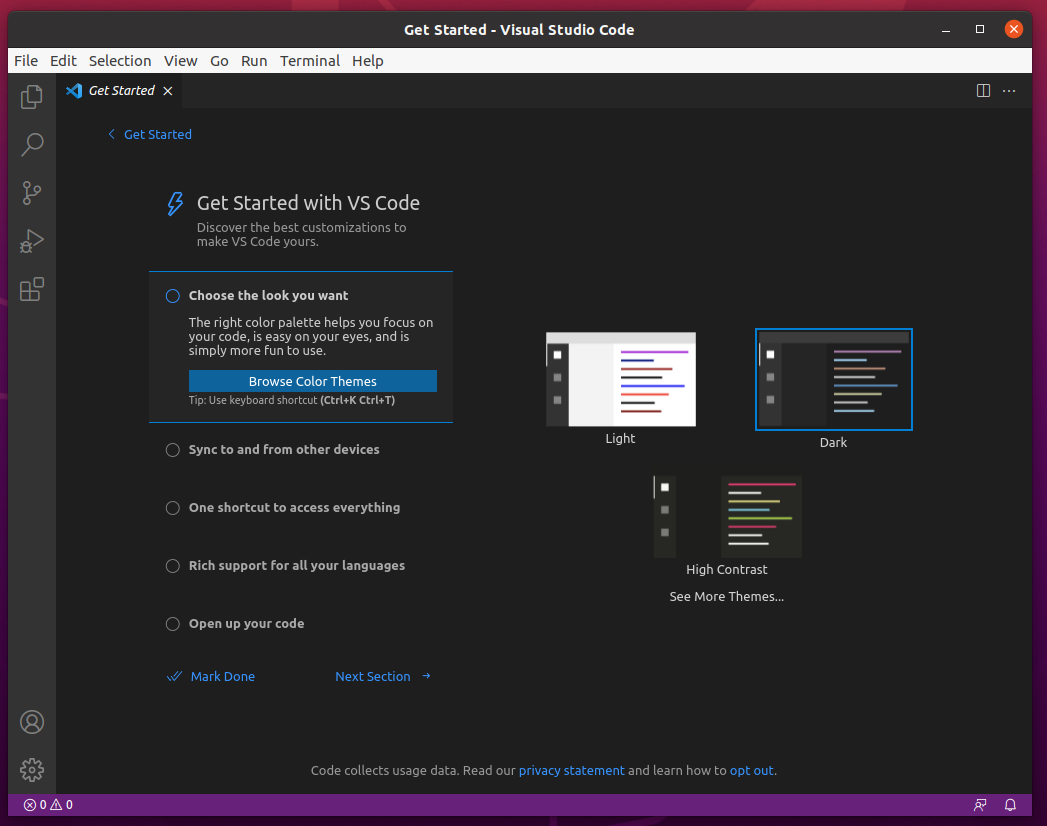 Get Started - Visual Studio Code
File Edit Selection View Go Run Terminal Help
Get Started
Get Started
Get Started with VS Code
Discover the best customizations to
make VS Code yours.
Choose the look you want
The right color palette helps you focus on
your code, is easy on your eyes, and is
simply more fun to use.
Browse Color Themes
Tip: Use keyboard shortcut (Ctrl+K Ctrl+T)
Sync to and from other devices
One shortcut to access everything
Rich support for all your languages
Open up your code
Mark Done
Next Section
Light
Dark
High Contrast
See More Themes...
Code collects usage data. Read our privacy statement and learn how to opt out.
0 0